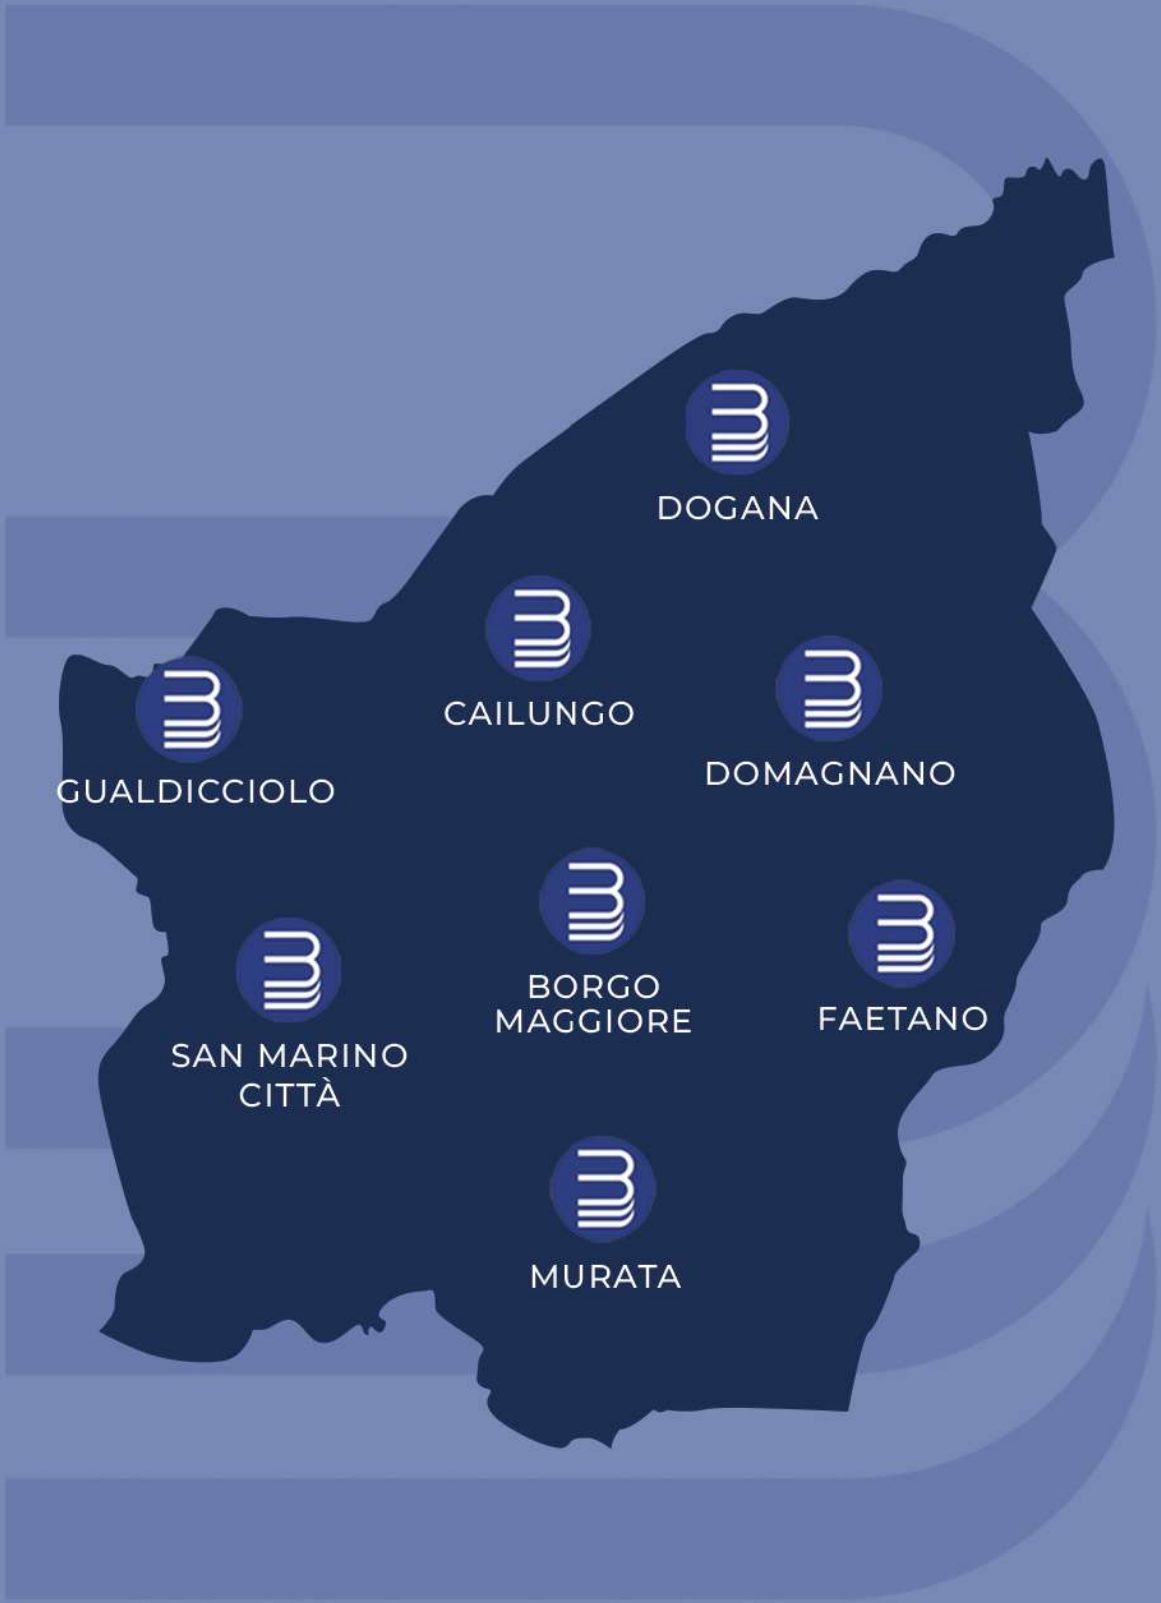 DOGANA
CAILUNGO
DOMAGNANO
GUALDICCIOLO
BORGO
MAGGIORE
FAETANO
SAN MARINO
CITTÀ
MURATA